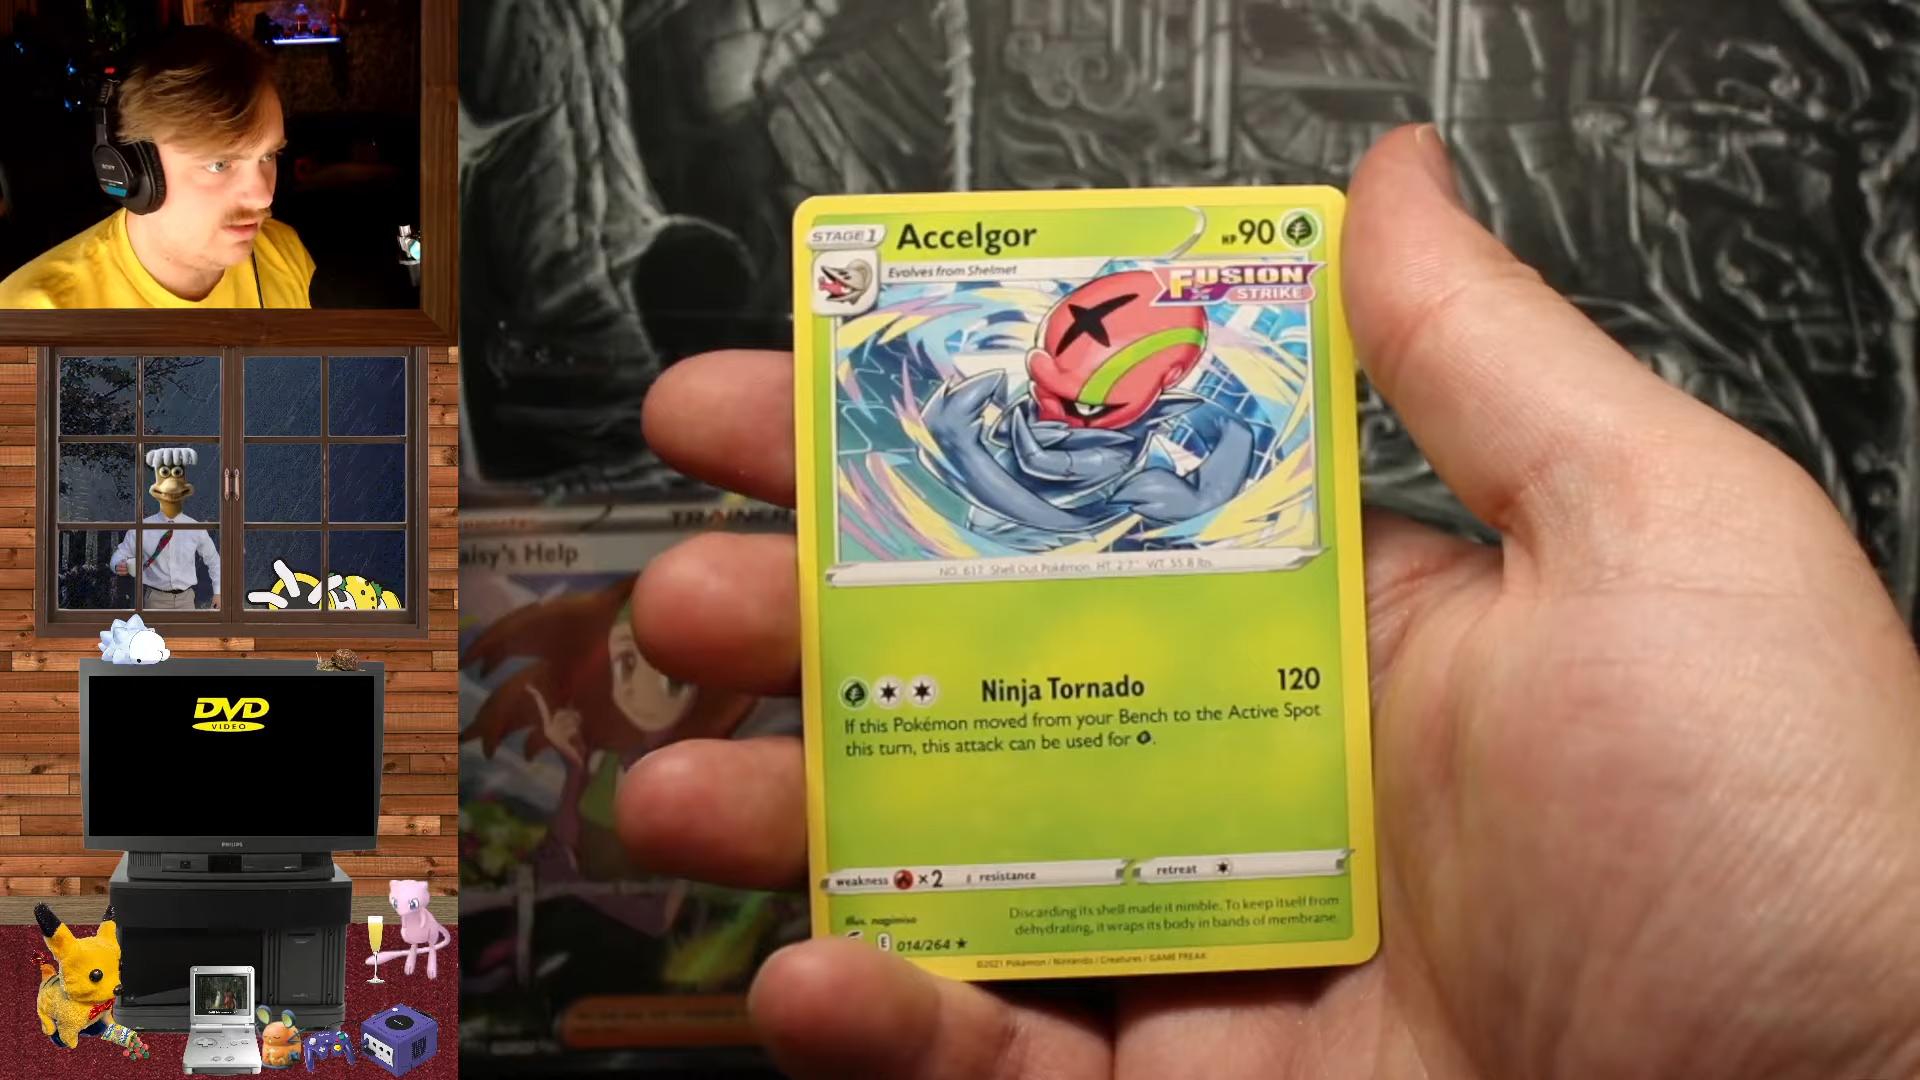 SONY
STAGE 1
Accelgor
HP 90
Evolves from Shelmet
FUSION
STRIKE
TRAINER
aisy's Help
NO. 617 Shell Out Pokémon HT: 2'7" WT: 55.8 lbs.
Ninja Tornado 120
If this Pokémon moved from your Bench to the Active Spot
this turn, this attack can be used for
weakness ×2 resistance
retreat
Illus. nagimiso
Discarding its shell made it nimble. To keep itself from
dehydrating, it wraps its body in bands of membrane.
E 014/264 ★
©2021 Pokémon / Nintendo / Creatures / GAME FREAK
DVD
VIDEO
PHILIPS